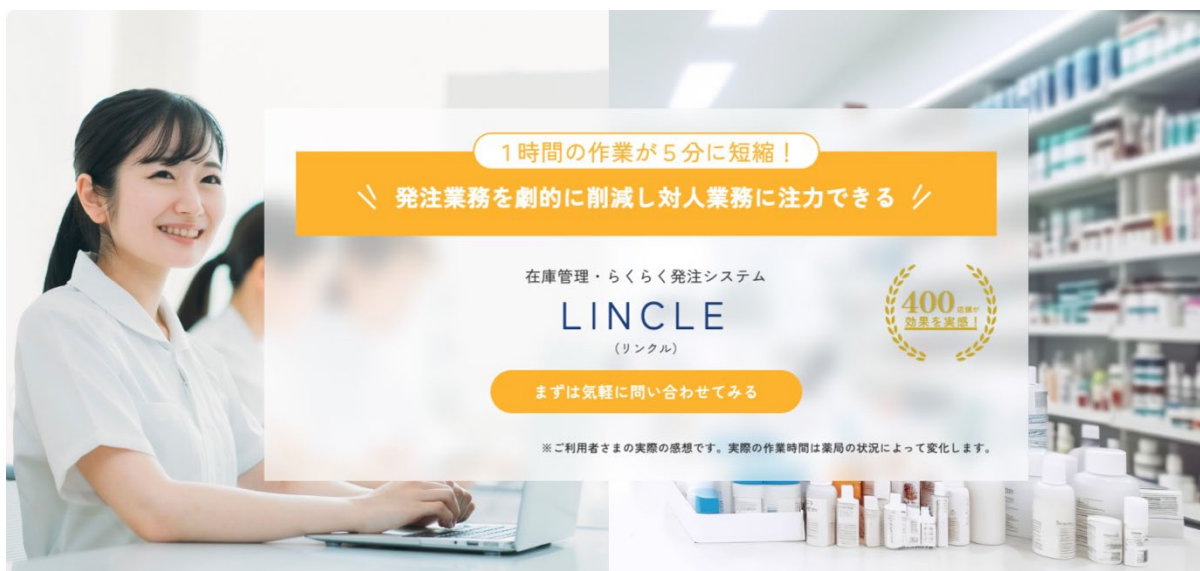 1時間の作業が5分に短縮！
発注業務を劇的に削減し対人業務に注力できる
在庫管理・らくらく発注システム
LINCLE
（リンクル）
400店舗が
効果を実感！
まずは気軽に問い合わせてみる
※ご利用者さまの実際の感想です。実際の作業時間は薬局の状況によって変化します。